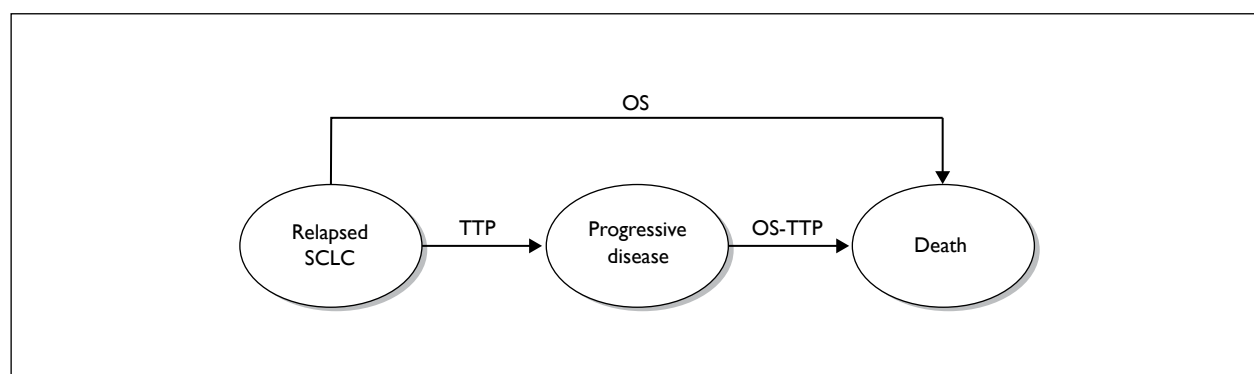 OS
Relapsed
SCLC
TTP
Progressive
disease
OS-TTP
Death